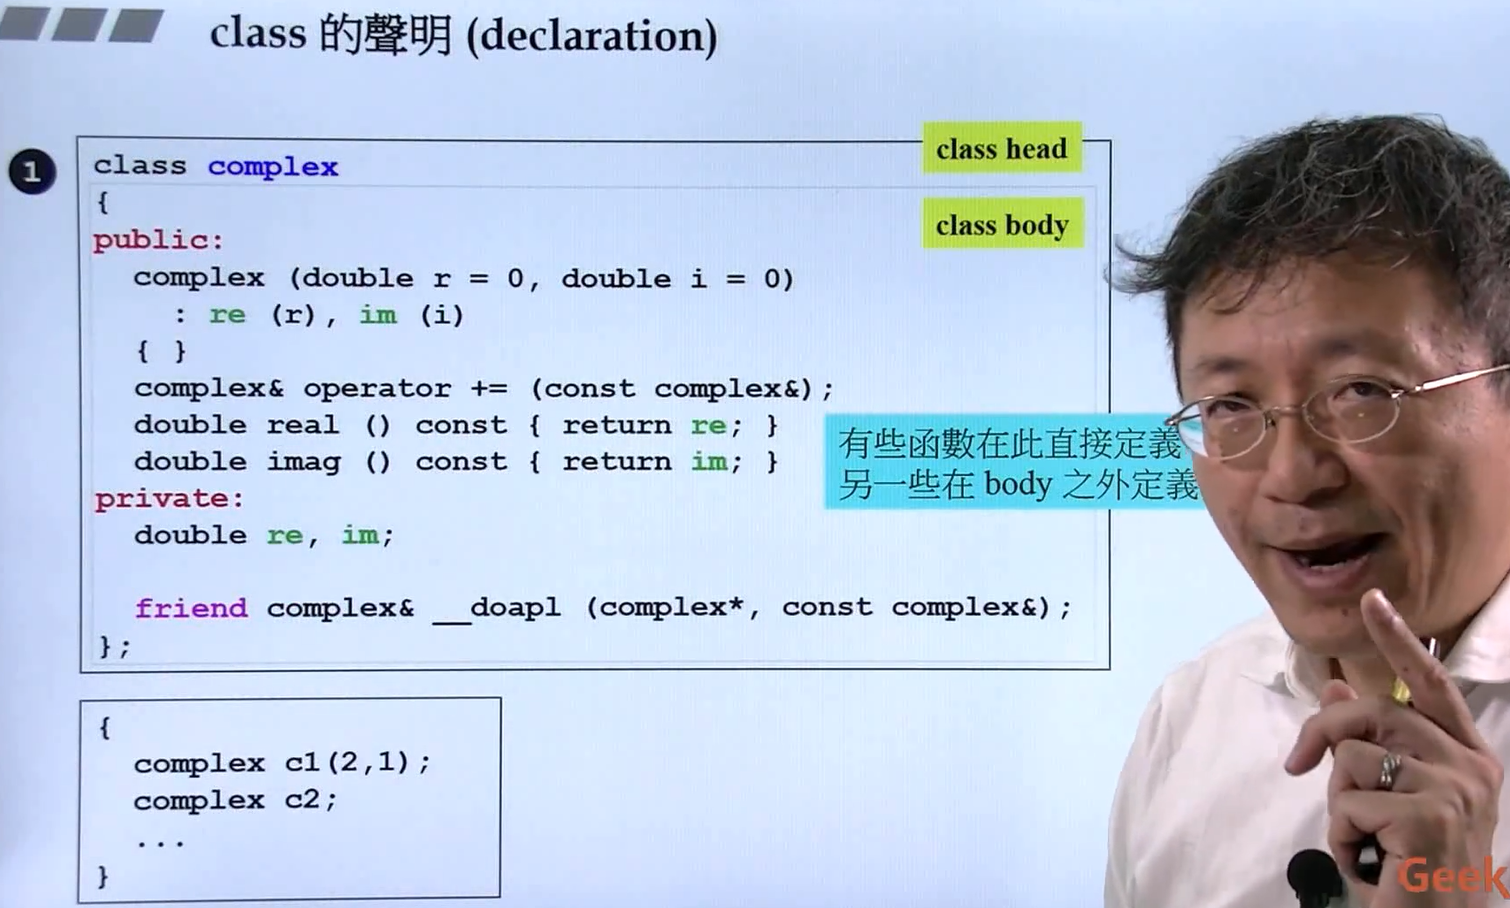 class 的聲明 (declaration)
1
class head
class complex
{
class body
public:
complex (double r = 0, double i = 0)
: re (r), im (i)
{ }
complex& operator += (const complex&);
double real () const { return re; }
double imag () const { return im; }
有些函數在此直接定義
另一些在 body 之外定義
private:
double re, im;
friend complex& __doapl (complex*, const complex&);
};
{
complex c1(2,1);
complex c2;
...
}
Geek